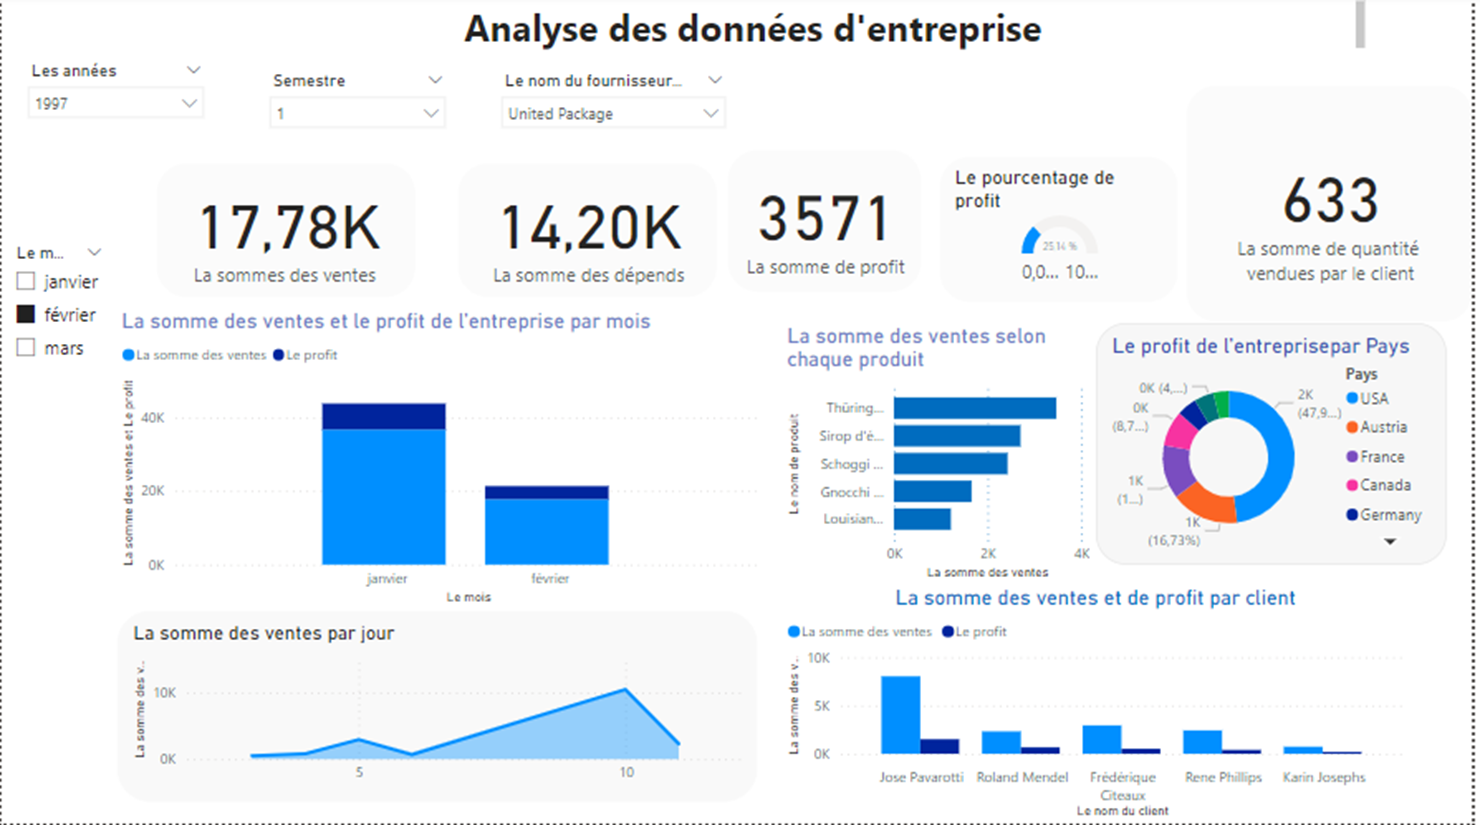 Analyse des données d'entreprise
Les années
1997
Semestre
1
Le nom du fournisseur...
United Package
17,78K
La sommes des ventes
14,20K
La somme des dépends
3571
La somme de profit
Le pourcentage de
profit
25.14 %
0,0... 10...
633
La somme de quantité
vendues par le client
Le m...
janvier
février
mars
La somme des ventes et le profit de l'entreprise par mois
La somme des ventes Le profit
La somme des ventes et Le profit
40K
20K
0K
janvier février
Le mois
La somme des ventes selon
chaque produit
Le nom de produit
Thüring...
Sirop d'é...
Schoggi ...
Gnocchi ...
Louisian...
0K 2K 4K
La somme des ventes
Le profit de l'entreprisepar Pays
0K (4,...)
0K
(8,7...)
1K
(1...)
1K
(16,73%)
2K
(47,9...)
Pays
USA
Austria
France
Canada
Germany
La somme des ventes par jour
La somme des v...
10K
0K
5 10
La somme des ventes et de profit par client
La somme des ventes Le profit
La somme des v...
10K
5K
0K
Jose Pavarotti Roland Mendel Frédérique Rene Phillips Karin Josephs
Citeaux
Le nom du client